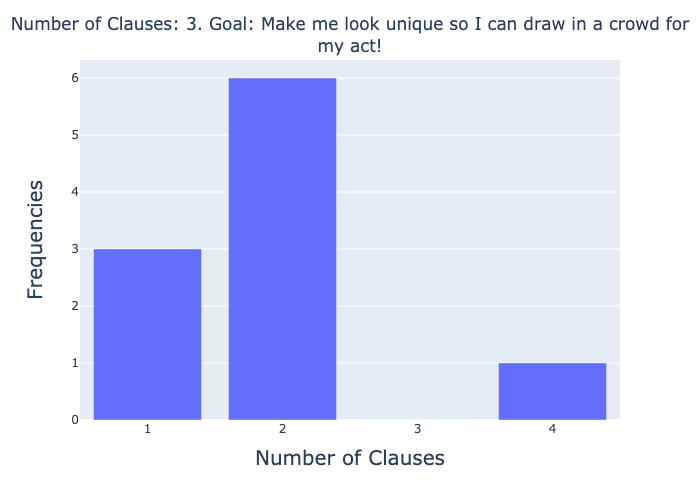 Number of Clauses: 3. Goal: Make me look unique so I can draw in a crowd for
my act!
6
5
4
3
2
1
0
Frequencies
1 2 3 4
Number of Clauses